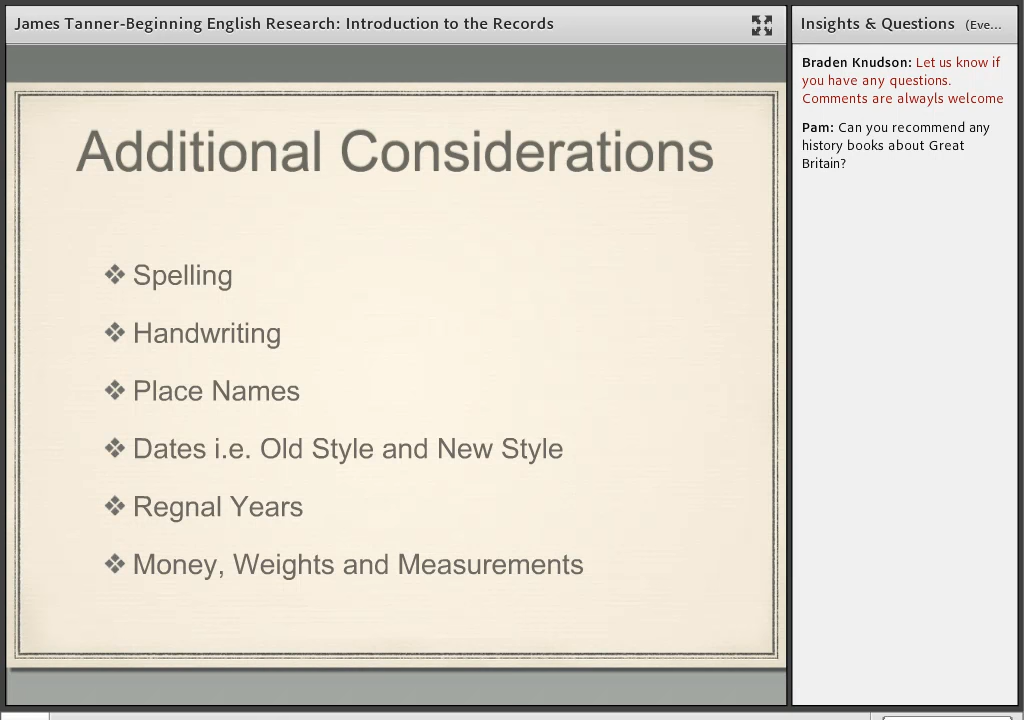 James Tanner-Beginning English Research: Introduction to the Records
Additional Considerations
❖ Spelling
❖ Handwriting
❖ Place Names
❖ Dates i.e. Old Style and New Style
❖ Regnal Years
❖ Money, Weights and Measurements
Insights & Questions (Eve...
Braden Knudson: Let us know if
you have any questions.
Comments are alwayls welcome
Pam: Can you recommend any
history books about Great
Britain?